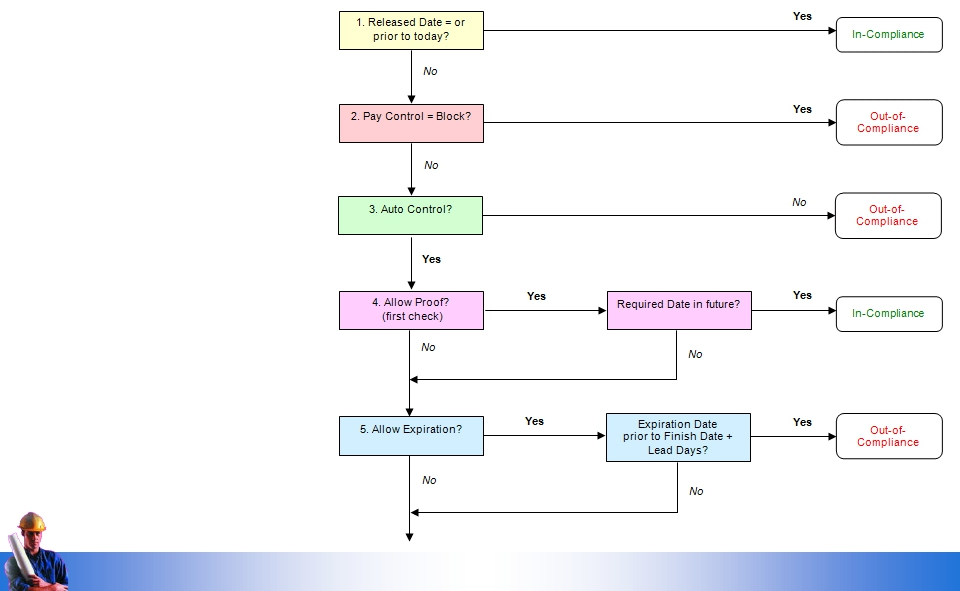 1. Released Date = or
prior to today?
Yes
In-Compliance
No
2. Pay Control = Block?
Yes
Out-of-
Compliance
No
3. Auto Control?
No
Out-of-
Compliance
Yes
4. Allow Proof?
(first check)
Yes
Required Date in future?
Yes
In-Compliance
No
No
5. Allow Expiration?
Yes
Expiration Date
prior to Finish Date +
Lead Days?
Yes
Out-of-
Compliance
No
No